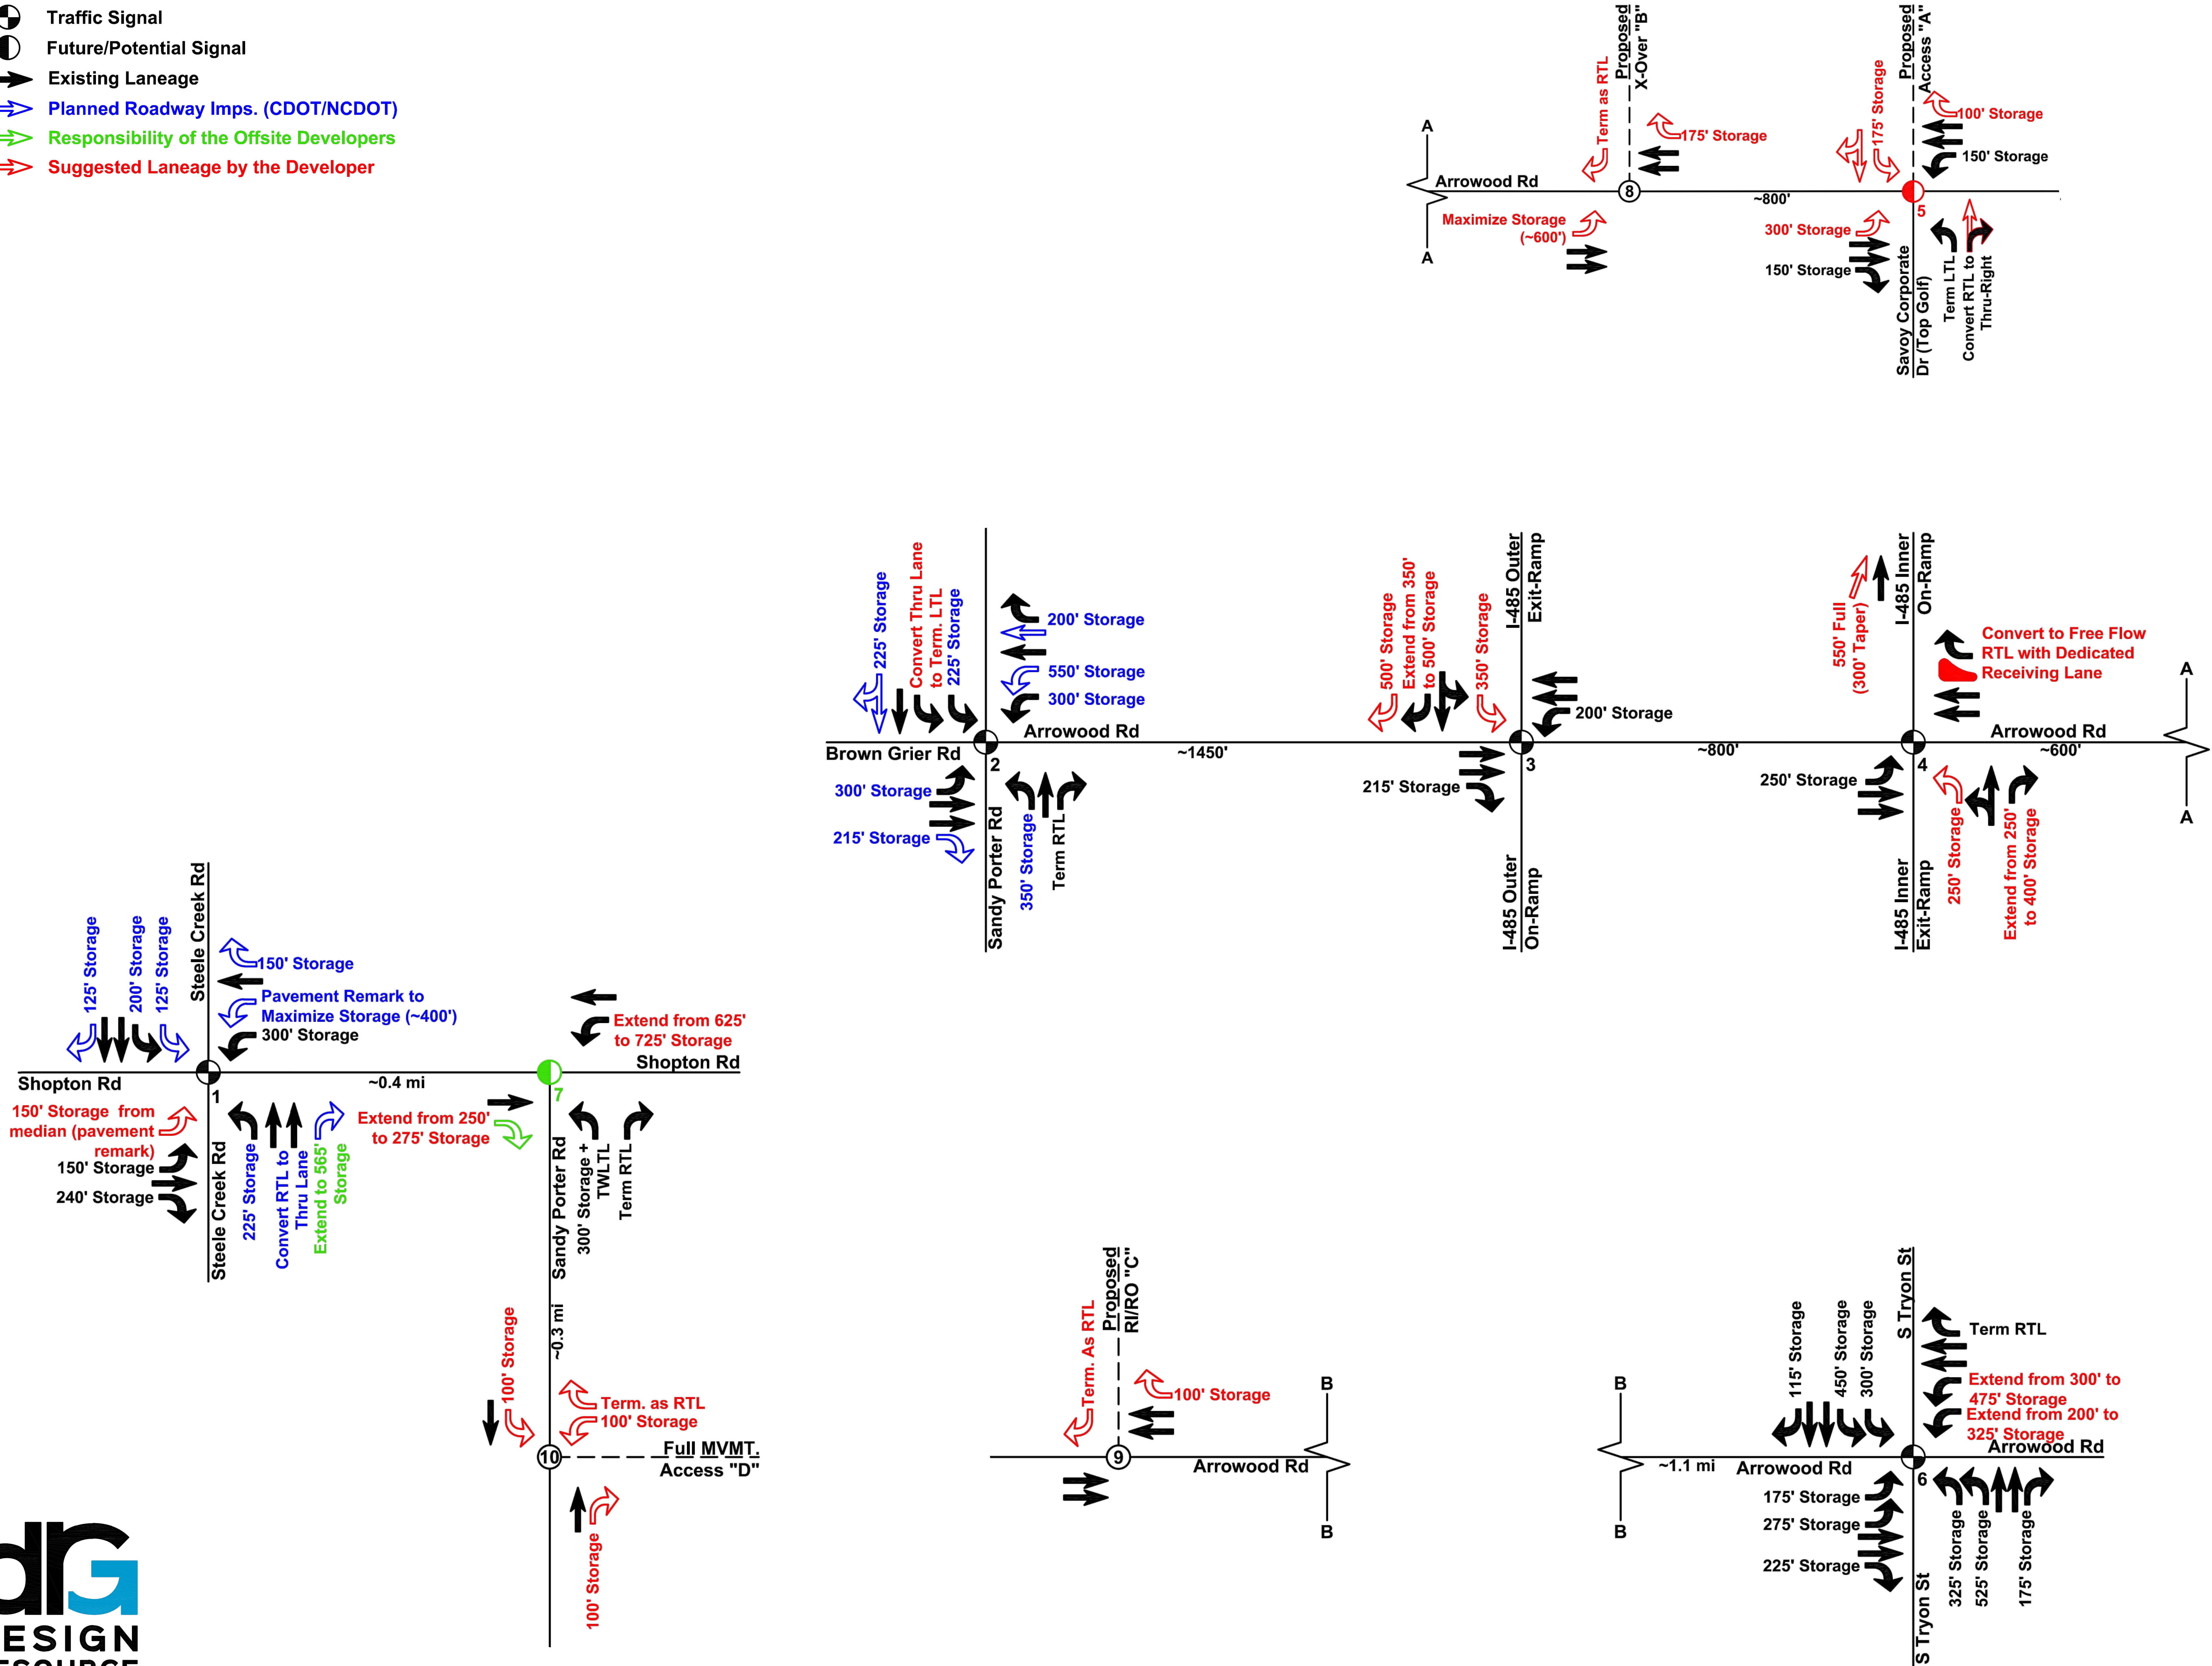 Traffic Signal
Future/Potential Signal
Existing Laneage
Planned Roadway Imps. (CDOT/NCDOT)
Responsibility of the Offsite Developers
Suggested Laneage by the Developer
A
A
Arrowood Rd
Term as RTL
Proposed
X-Over "B"
175' Storage
8
Maximize Storage
(~600')
~800'
175' Storage
Proposed
Access "A"
100' Storage
150' Storage
5
300' Storage
150' Storage
Savoy Corporate
Dr (Top Golf)
Term LTL
Convert RTL to
Thru-Right
225' Storage
Convert Thru Lane
to Term. LTL
225' Storage
200' Storage
550' Storage
300' Storage
Arrowood Rd
Brown Grier Rd
2
300' Storage
215' Storage
Sandy Porter Rd
350' Storage
Term RTL
~1450'
500' Storage
Extend from 350'
to 500' Storage
350' Storage
I-485 Outer
Exit-Ramp
200' Storage
3
215' Storage
I-485 Outer
On-Ramp
~800'
550' Full
(300' Taper)
I-485 Inner
On-Ramp
Convert to Free Flow
RTL with Dedicated
Receiving Lane
Arrowood Rd
~600'
4
250' Storage
I-485 Inner
Exit-Ramp
250' Storage
Extend from 250'
to 400' Storage
A
A
125' Storage
200' Storage
125' Storage
Steele Creek Rd
150' Storage
Pavement Remark to
Maximize Storage (~400')
300' Storage
Shopton Rd
1
~0.4 mi
150' Storage from
median (pavement
remark)
150' Storage
240' Storage
Steele Creek Rd
225' Storage
Convert RTL to
Thru Lane
Extend to 565'
Storage
Extend from 625'
to 725' Storage
Shopton Rd
7
Extend from 250'
to 275' Storage
Sandy Porter Rd
300' Storage +
TWLTL
Term RTL
~0.3 mi
100' Storage
Term. as RTL
100' Storage
10
Full MVMT.
Access "D"
100' Storage
Term. As RTL
Proposed
RI/RO "C"
100' Storage
9
Arrowood Rd
B
B
B
B
~1.1 mi
Arrowood Rd
115' Storage
450' Storage
300' Storage
S Tryon St
Term RTL
Extend from 300' to
475' Storage
Extend from 200' to
325' Storage
Arrowood Rd
6
175' Storage
275' Storage
225' Storage
S Tryon St
325' Storage
525' Storage
175' Storage
drG